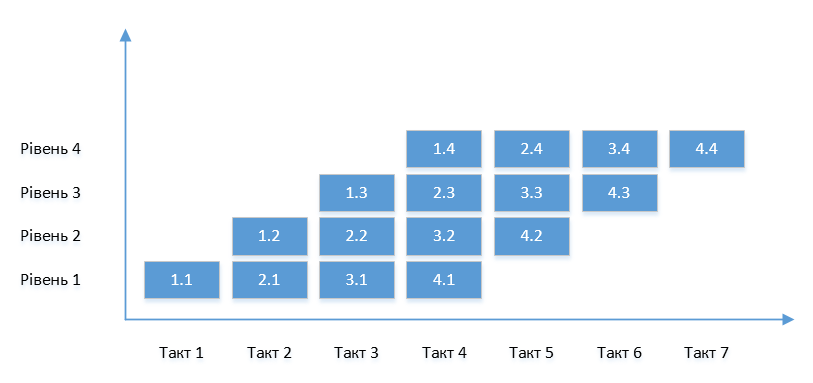 Рівень 4 1.4 2.4 3.4 4.4
Рівень 3 1.3 2.3 3.3 4.3
Рівень 2 1.2 2.2 3.2 4.2
Рівень 1 1.1 2.1 3.1 4.1
Такт 1 Такт 2 Такт 3 Такт 4 Такт 5 Такт 6 Такт 7